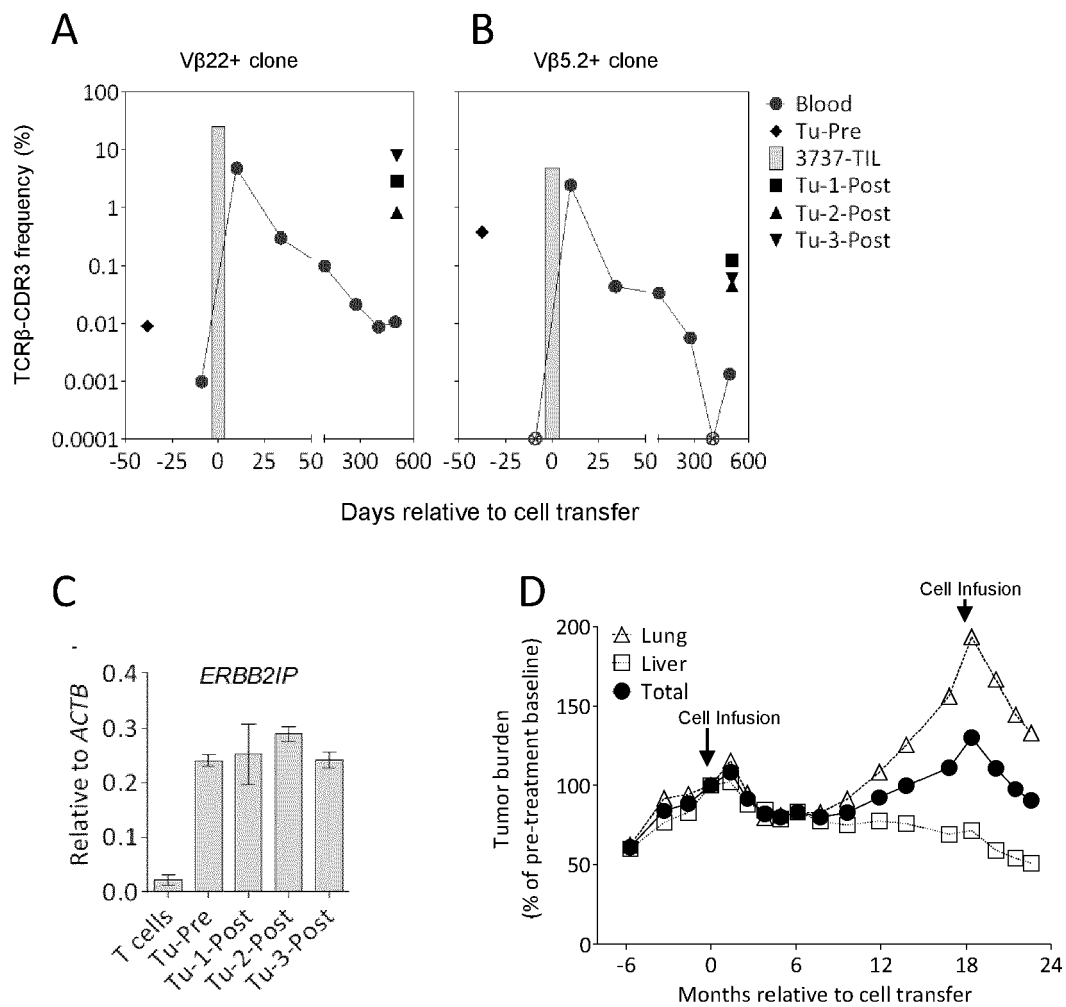 A
Vβ22+ clone
TCRβ-CDR3 frequency (%)
100
10
1
0.1
0.01
0.001
0.0001
-50 -25 0 25 50 300 600
B
Vβ5.2+ clone
-50 -25 0 25 50 300 600
Blood
Tu-Pre
3737-TIL
Tu-1-Post
Tu-2-Post
Tu-3-Post
Days relative to cell transfer
C
ERBB2IP
Relative to ACTB
0.4
0.3
0.2
0.1
0.0
T cells
Tu-Pre
Tu-1-Post
Tu-2-Post
Tu-3-Post
D
Cell Infusion
Lung
Liver
Total
Cell Infusion
Tumor burden
(% of pre-treatment baseline)
200
150
100
50
0
-6 0 6 12 18 24
Months relative to cell transfer